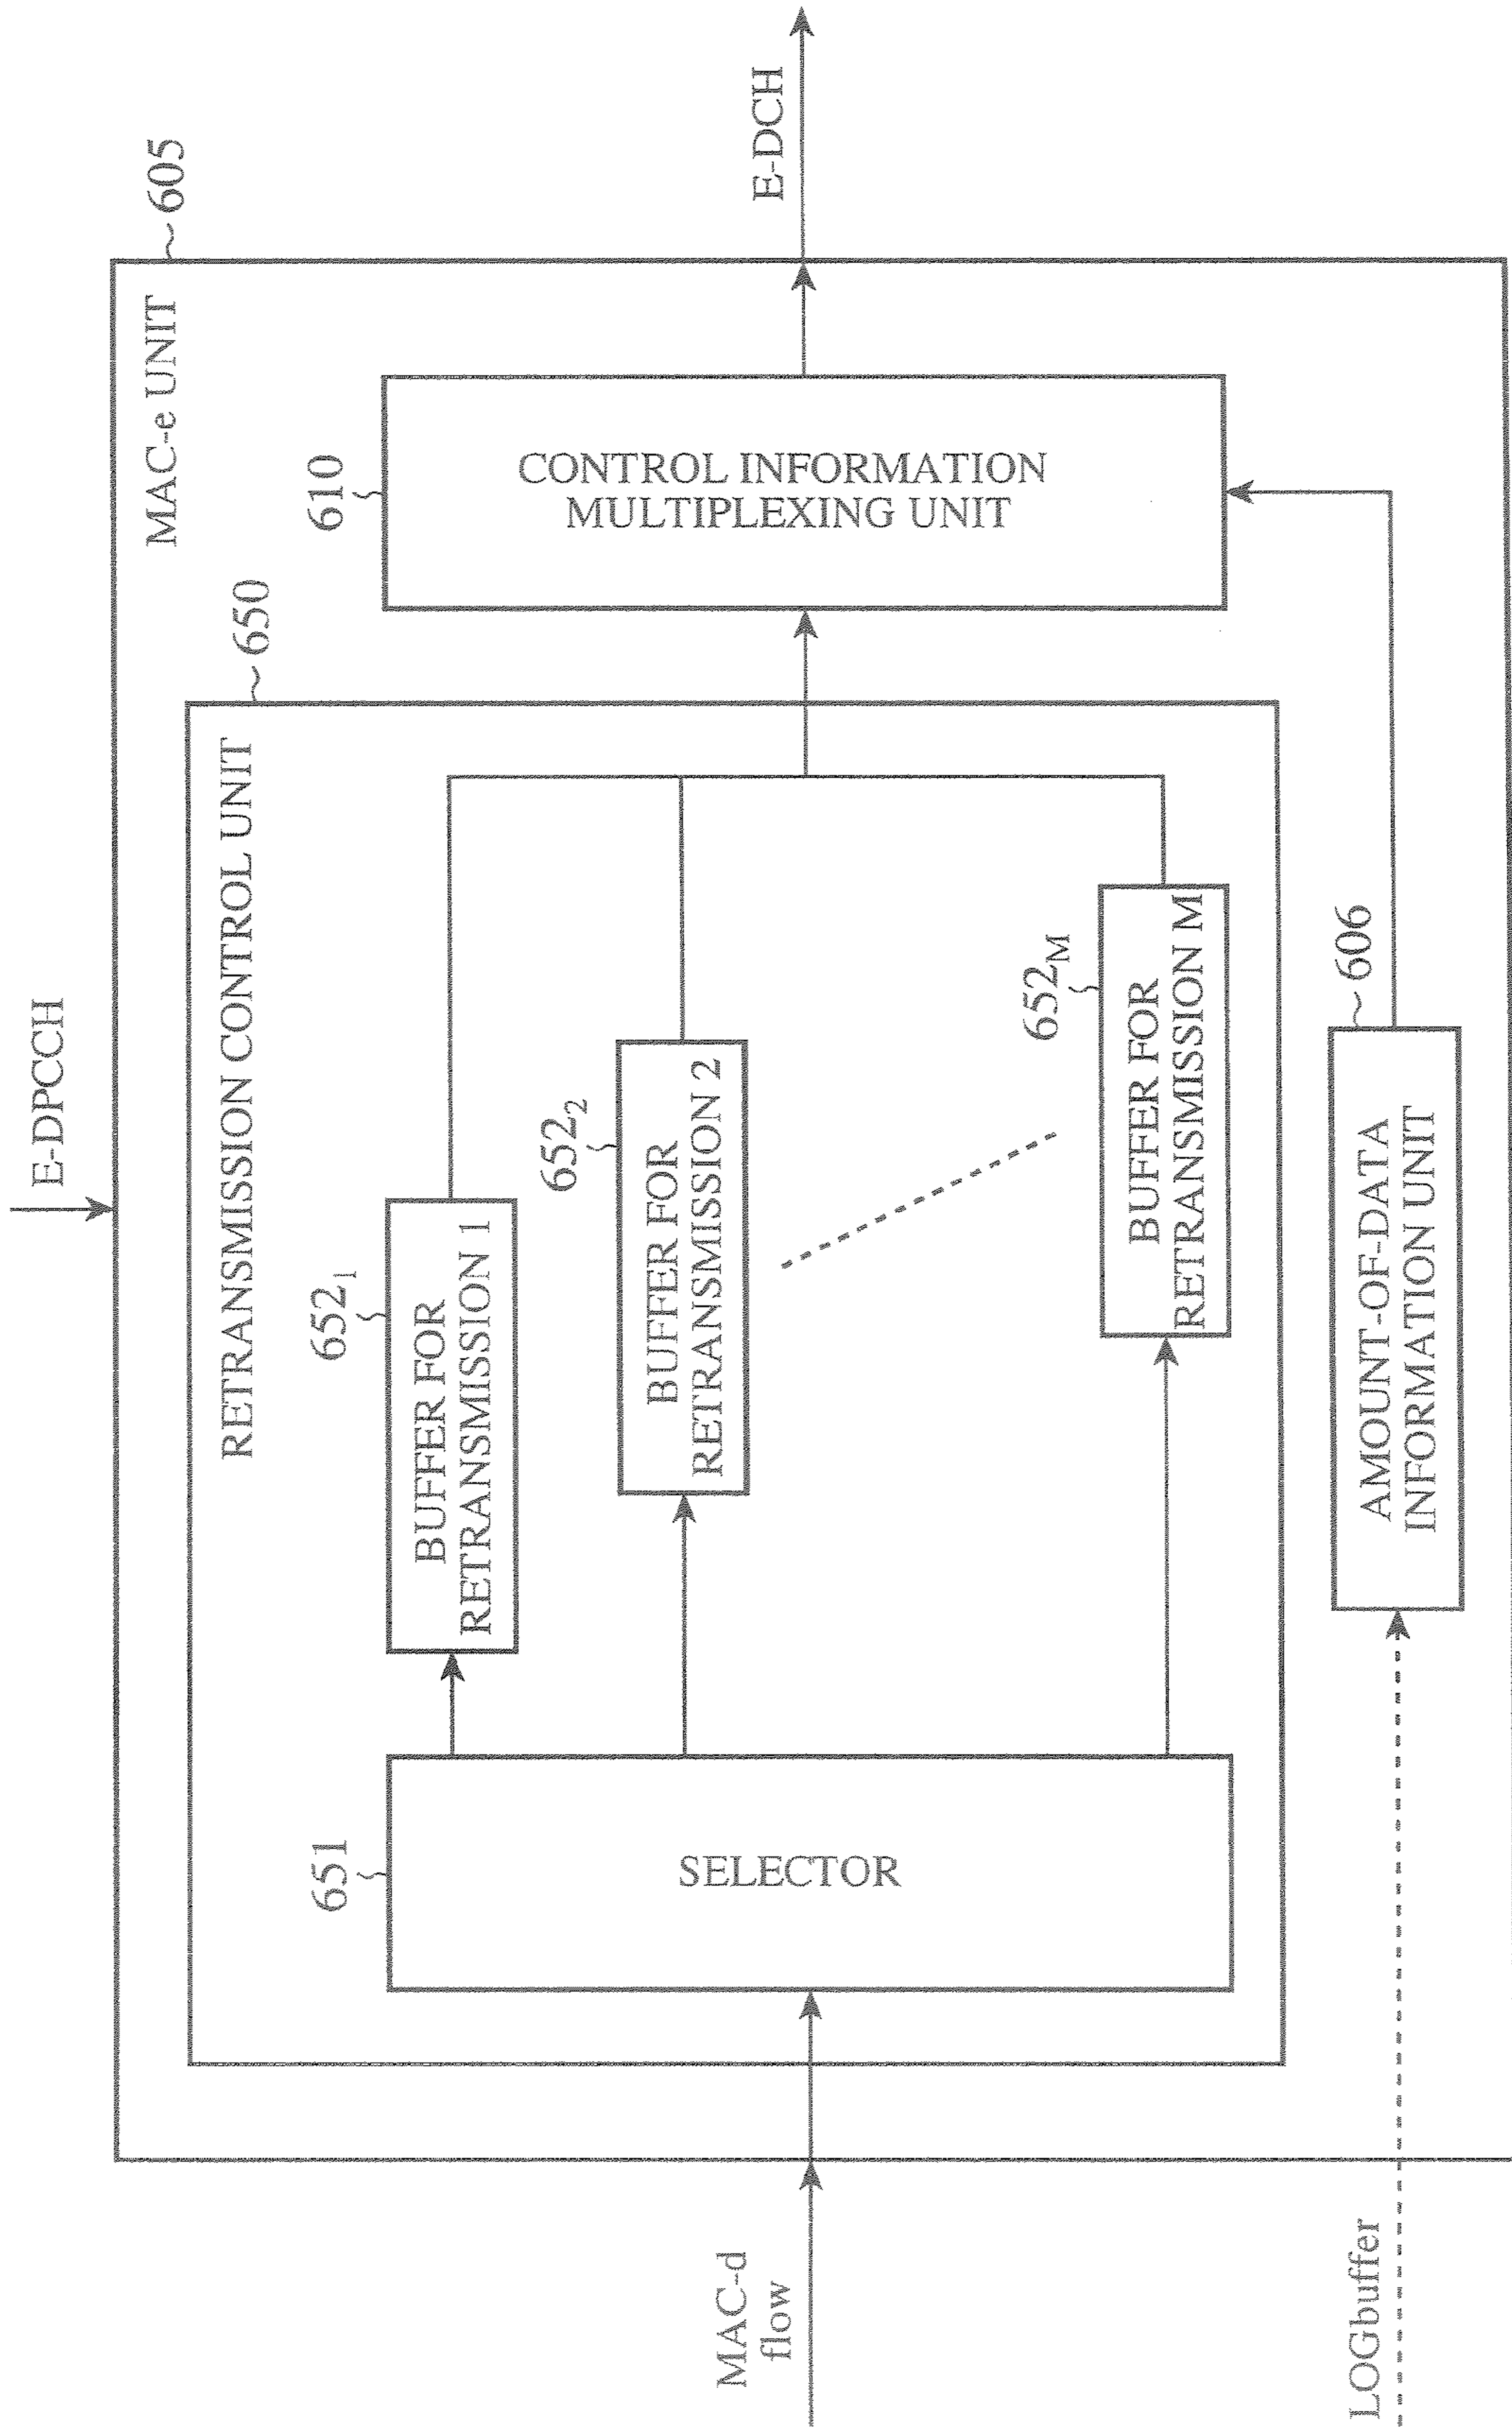 E-DPCCH
605
MAC-e UNIT
650
RETRANSMISSION CONTROL UNIT
651
SELECTOR
652₁
BUFFER FOR
RETRANSMISSION 1
652₂
BUFFER FOR
RETRANSMISSION 2
652M
BUFFER FOR
RETRANSMISSION M
610
CONTROL INFORMATION
MULTIPLEXING UNIT
E-DCH
MAC-d
flow
606
AMOUNT-OF-DATA
INFORMATION UNIT
LOGbuffer